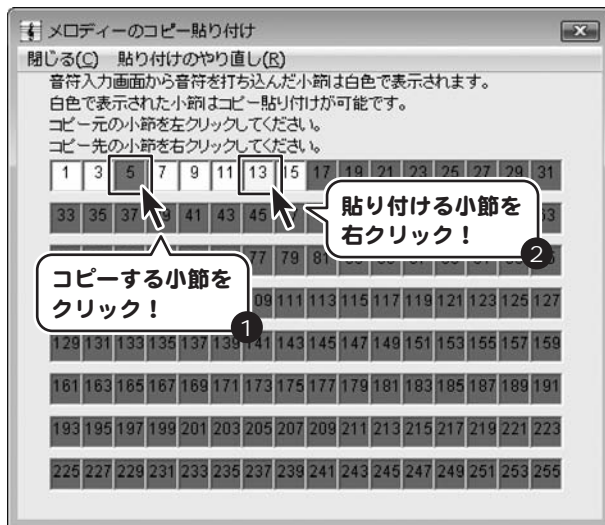 メロディーのコピー貼り付け
閉じる(C) 貼り付けのやり直し(R)
音符入力画面から音符を打ち込んだ小節は白色で表示されます。
白色で表示された小節はコピー貼り付けが可能です。
コピー元の小節を左クリックしてください。
コピー先の小節を右クリックしてください。
1 3 5 7 9 11 13 15 17 19 21 23 25 27 29 31
33 35 37 39 41 43 45
貼り付ける小節を
右クリック！
2
77 79 81
コピーする小節を
クリック！
1
111 113 115 117 119 121 123 125 127
129 131 133 135 137 139 141 143 145 147 149 151 153 155 157 159
161 163 165 167 169 171 173 175 177 179 181 183 185 187 189 191
193 195 197 199 201 203 205 207 209 211 213 215 217 219 221 223
225 227 229 231 233 235 237 239 241 243 245 247 249 251 253 255